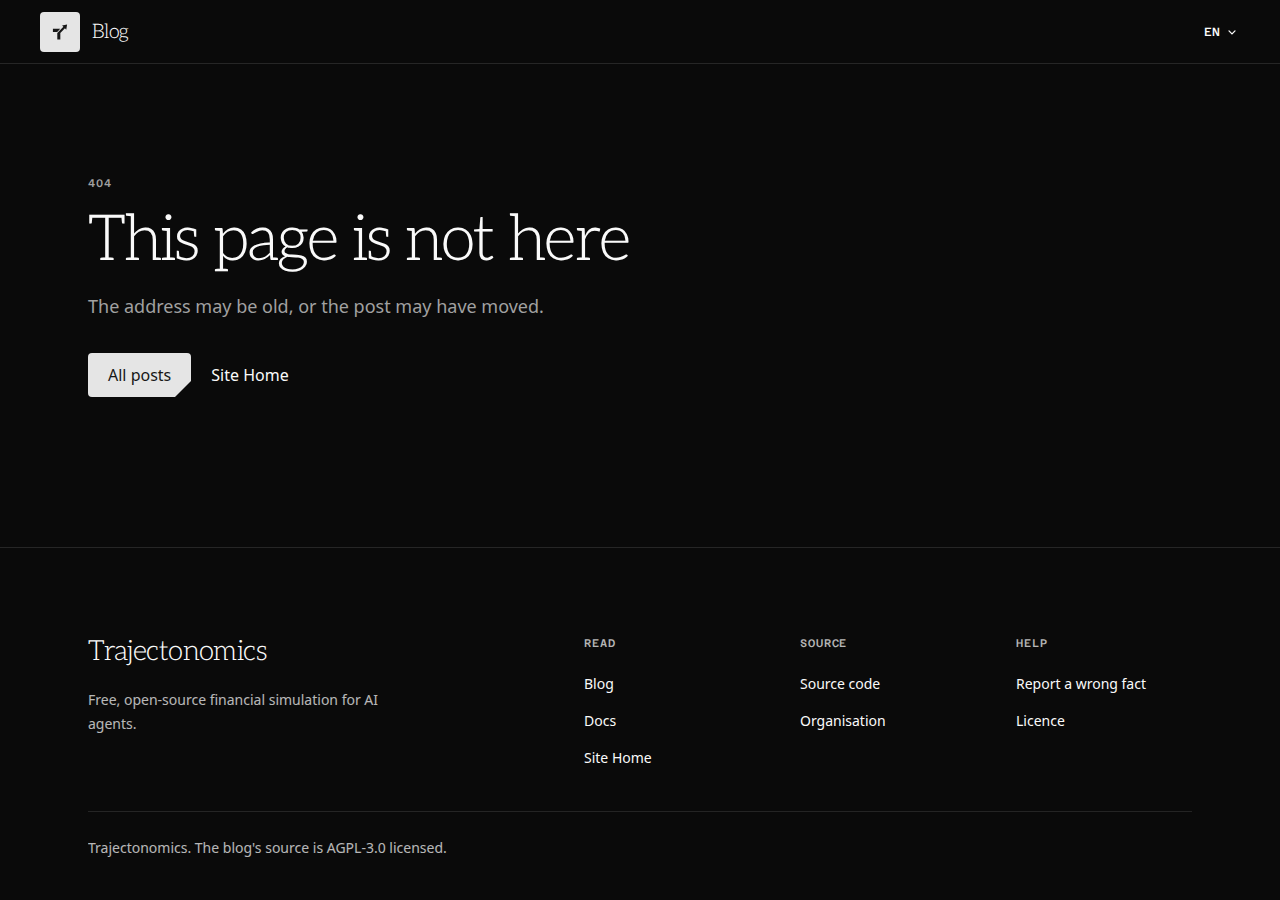 Blog
EN
404
This page is not here
The address may be old, or the post may have moved.
All posts
Site Home
Trajectonomics
Free, open-source financial simulation for AI
agents.
READ
Blog
Docs
Site Home
SOURCE
Source code
Organisation
HELP
Report a wrong fact
Licence
Trajectonomics. The blog's source is AGPL-3.0 licensed.